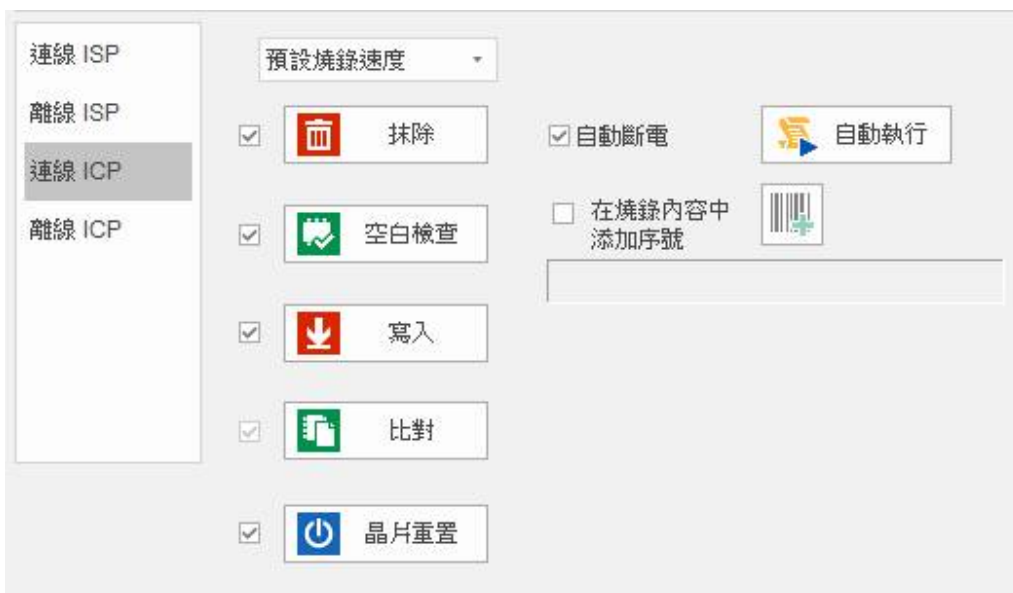 連線 ISP
離線 ISP
連線 ICP
離線 ICP
預設燒錄速度
抹除
空白檢查
寫入
比對
晶片重置
自動斷電
自動執行
在燒錄內容中
添加序號